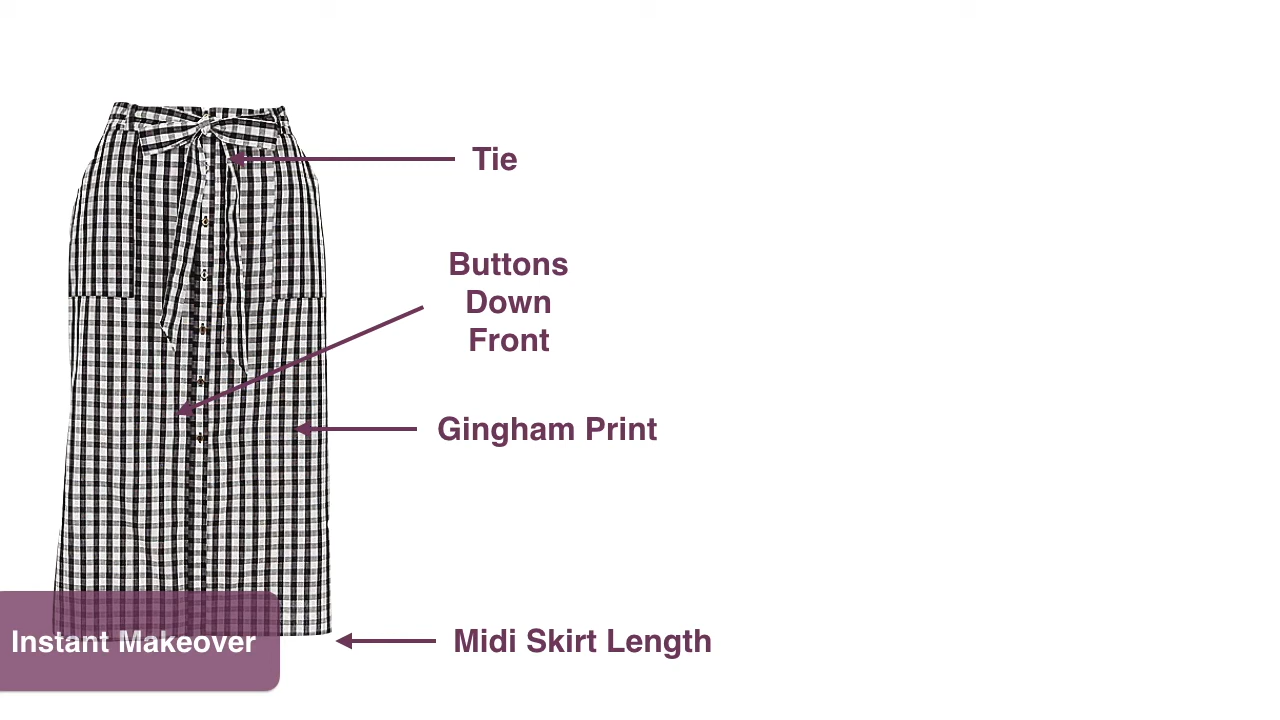 Tie
Buttons
Down
Front
Gingham Print
Midi Skirt Length
Instant Makeover